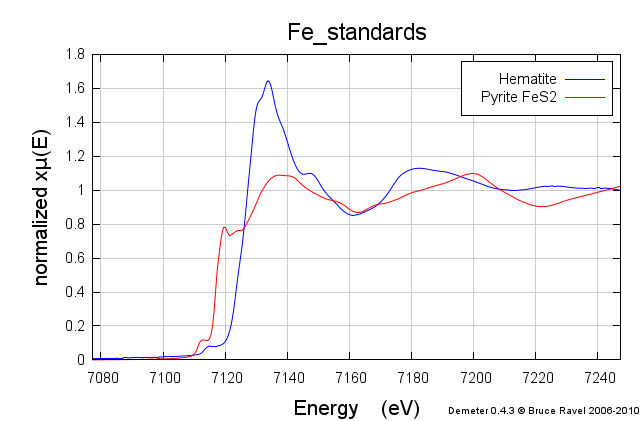 Fe_standards
1.8
1.6
1.4
1.2
1
0.8
0.6
0.4
0.2
0
normalized xμ(E)
Hematite
Pyrite FeS2
7080 7100 7120 7140 7160 7180 7200 7220 7240
Energy (eV)
Demeter 0.4.3 © Bruce Ravel 2006-2010